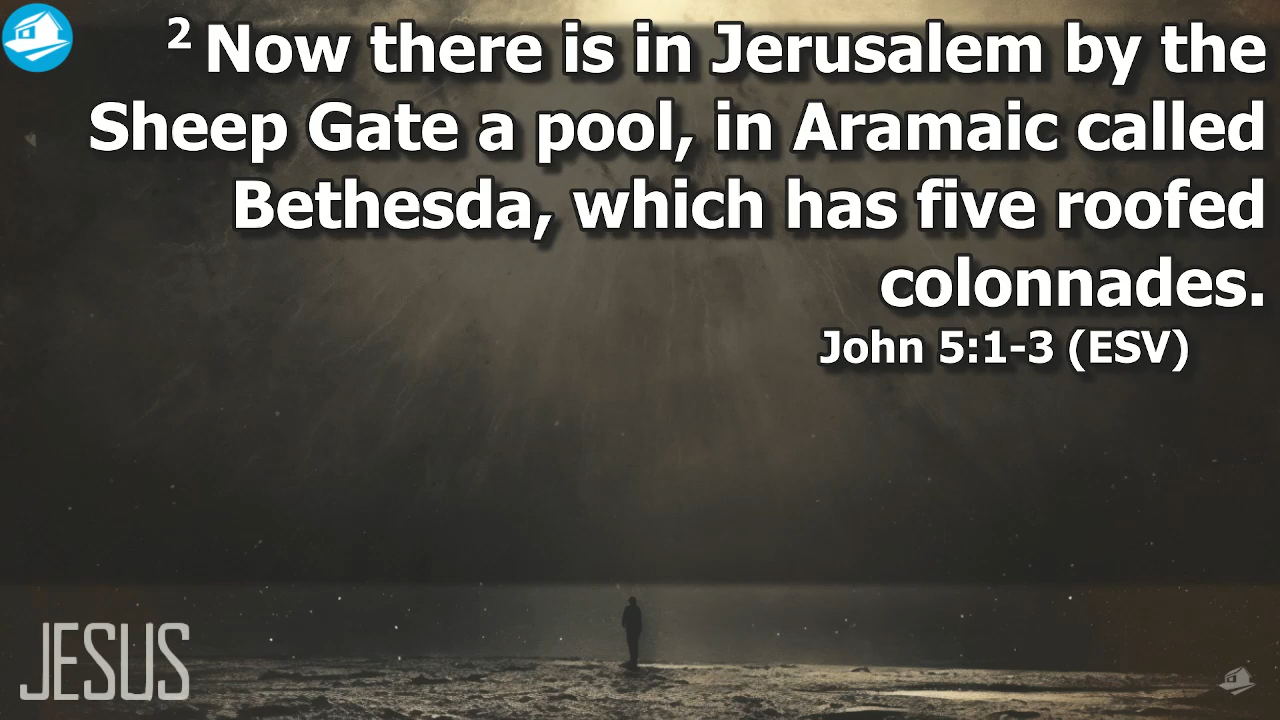 2 Now there is in Jerusalem by the
Sheep Gate a pool, in Aramaic called
Bethesda, which has five roofed
colonnades.
John 5:1-3 (ESV)
JESUS